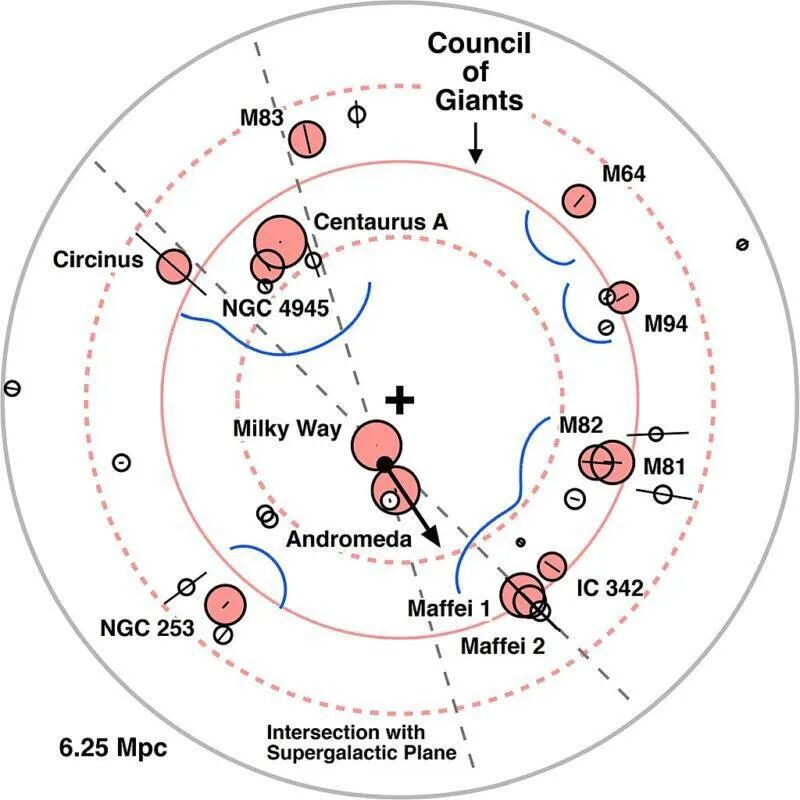 Council
of
Giants
M83
M64
Centaurus A
Circinus
NGC 4945
M94
Milky Way
M82
M81
Andromeda
IC 342
Maffei 1
NGC 253
Maffei 2
Intersection with
Supergalactic Plane
6.25 Mpc